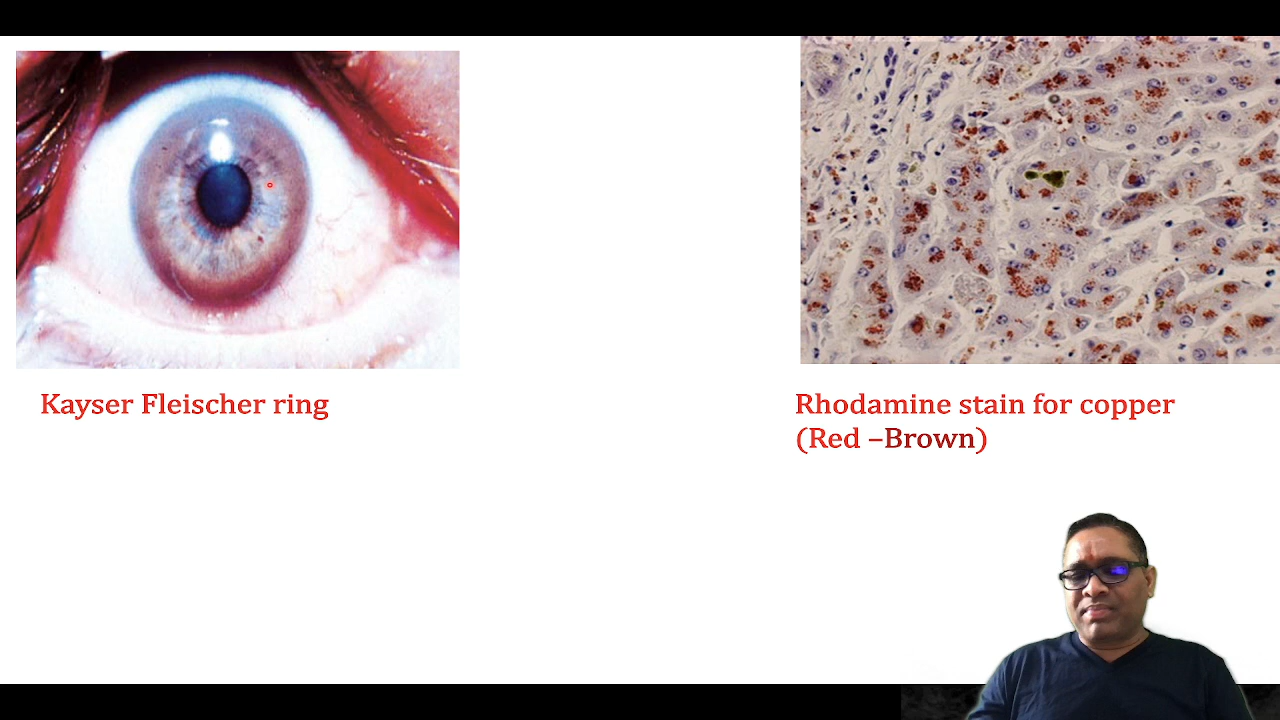 Kayser Fleischer ring
Rhodamine stain for copper
(Red –Brown)